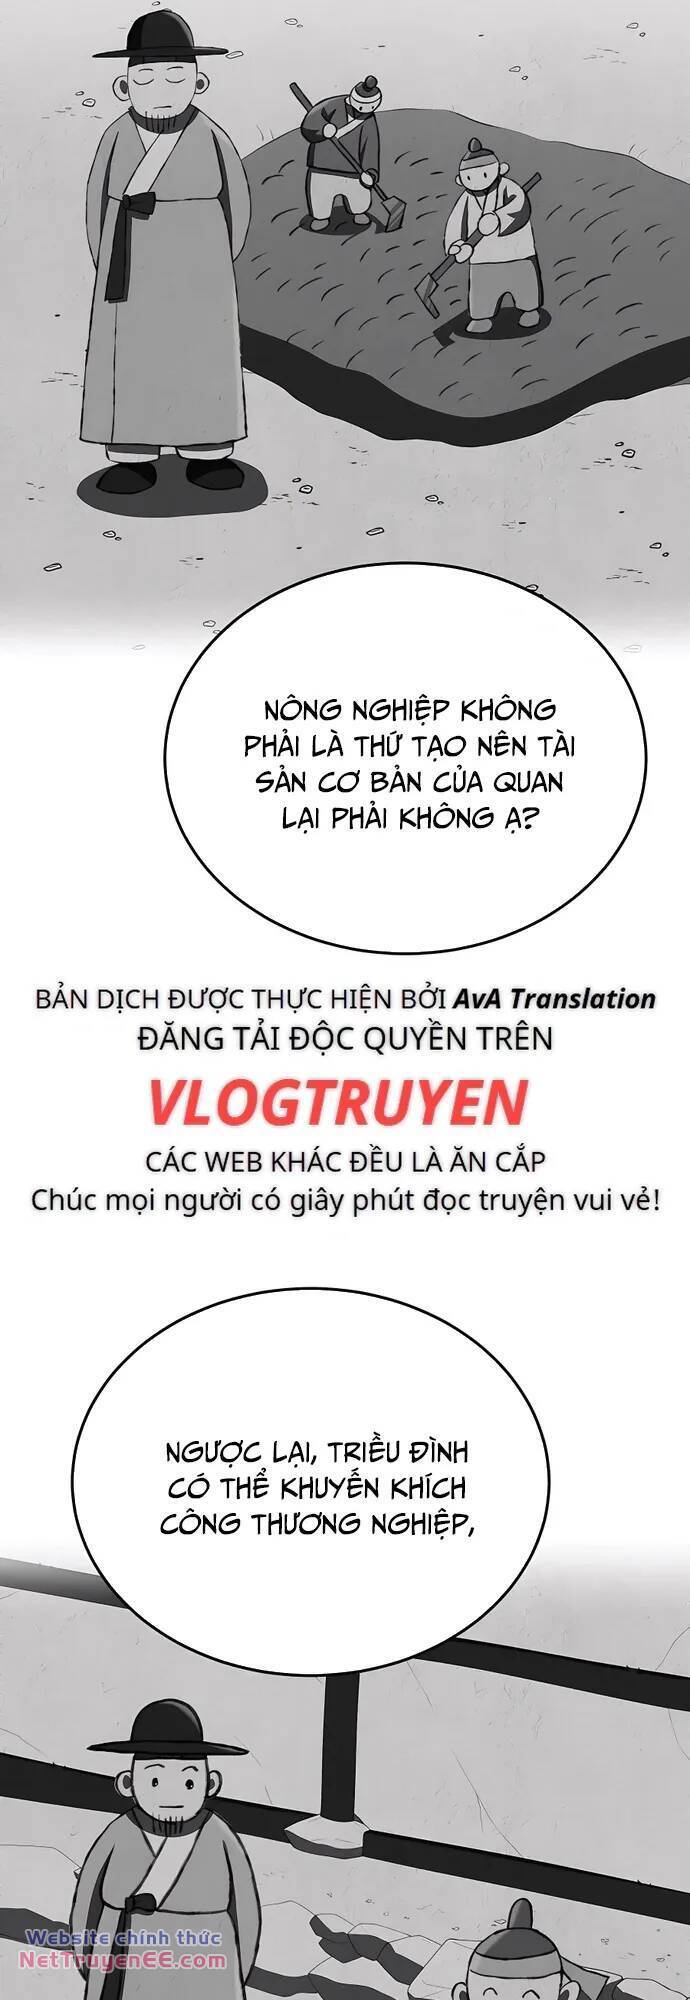 NÔNG NGHIỆP KHÔNG
PHẢI LÀ THỨ TẠO NÊN TÀI
SẢN CƠ BẢN CỦA QUAN
LẠI PHẢI KHÔNG Ạ?
BẢN DỊCH ĐƯỢC THỰC HIỆN BỞI AvA Translation
ĐĂNG TẢI ĐỘC QUYỀN TRÊN
VLOGTRUYEN
CÁC WEB KHÁC ĐỀU LÀ ĂN CẮP
Chúc mọi người có giây phút đọc truyện vui vẻ!
NGƯỢC LẠI, TRIỀU ĐÌNH
CÓ THỂ KHUYẾN KHÍCH
CÔNG THƯƠNG NGHIỆP,
Website chính thức
NetTruyenEE.com